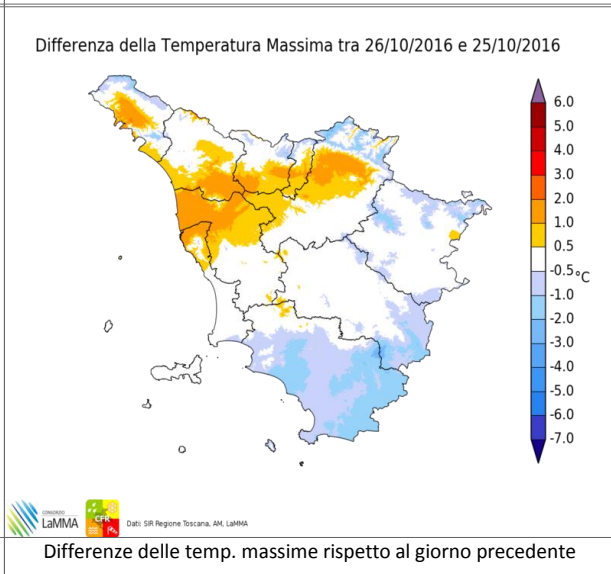 Differenza della Temperatura Massima tra 26/10/2016 e 25/10/2016
6.0
5.0
4.0
3.0
2.0
1.0
0.5
-0.5
°C
-1.0
-2.0
-3.0
-4.0
-5.0
-6.0
-7.0
CONSORZIO
LaMMA
CFR
Dati: SIR Regione Toscana, AM, LaMMA
Differenze delle temp. massime rispetto al giorno precedente